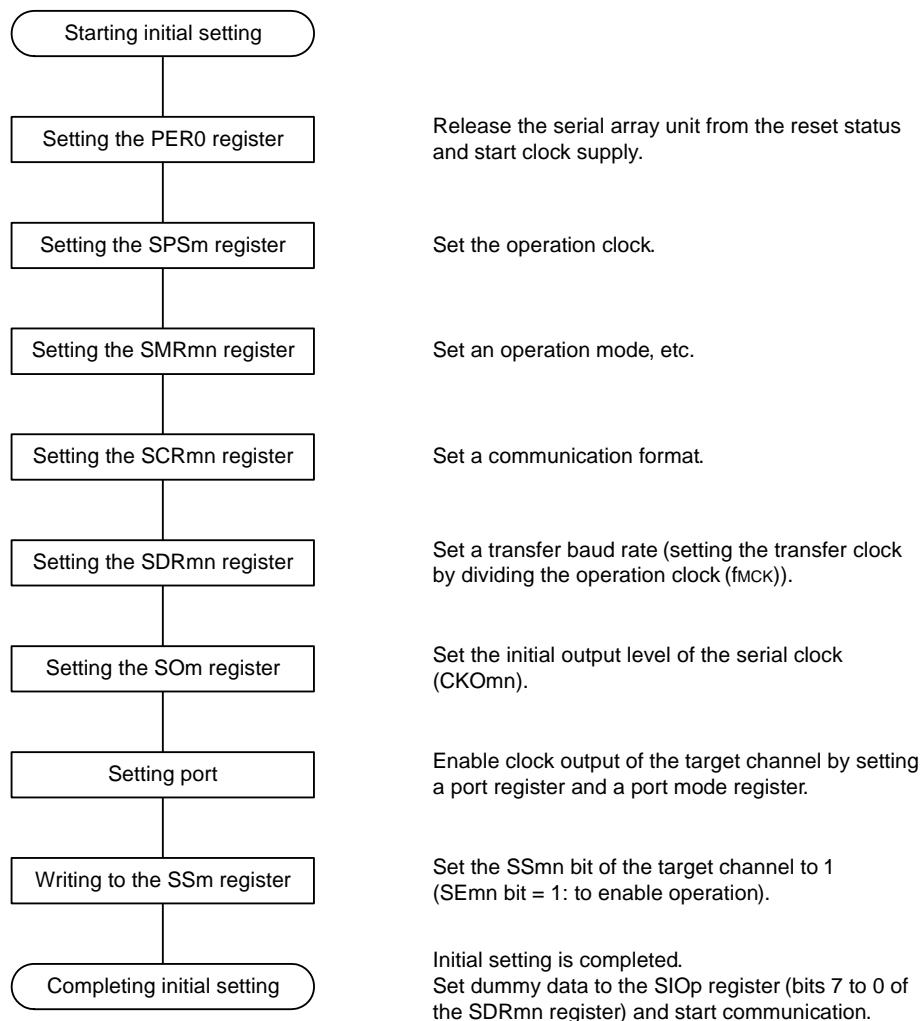 Starting initial setting
Setting the PER0 register
Release the serial array unit from the reset status
and start clock supply.
Setting the SPSm register
Set the operation clock.
Setting the SMRmn register
Set an operation mode, etc.
Setting the SCRmn register
Set a communication format.
Setting the SDRmn register
Set a transfer baud rate (setting the transfer clock
by dividing the operation clock (fMCK)).
Setting the SOm register
Set the initial output level of the serial clock
(CKOmn).
Setting port
Enable clock output of the target channel by setting
a port register and a port mode register.
Writing to the SSm register
Set the SSmn bit of the target channel to 1
(SEmn bit = 1: to enable operation).
Completing initial setting
Initial setting is completed.
Set dummy data to the SIOp register (bits 7 to 0 of
the SDRmn register) and start communication.